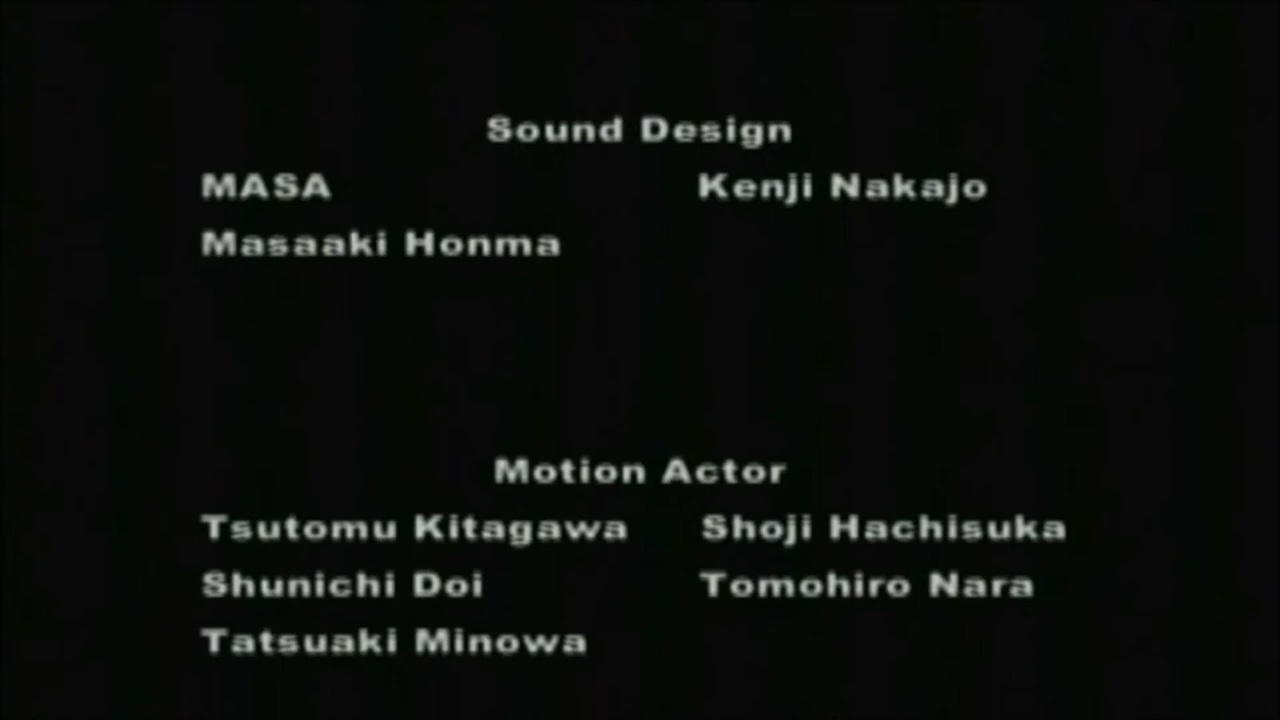 Sound Design
MASA Kenji Nakajo
Masaaki Honma
Motion Actor
Tsutomu Kitagawa Shoji Hachisuka
Shunichi Doi Tomohiro Nara
Tatsuaki Minowa